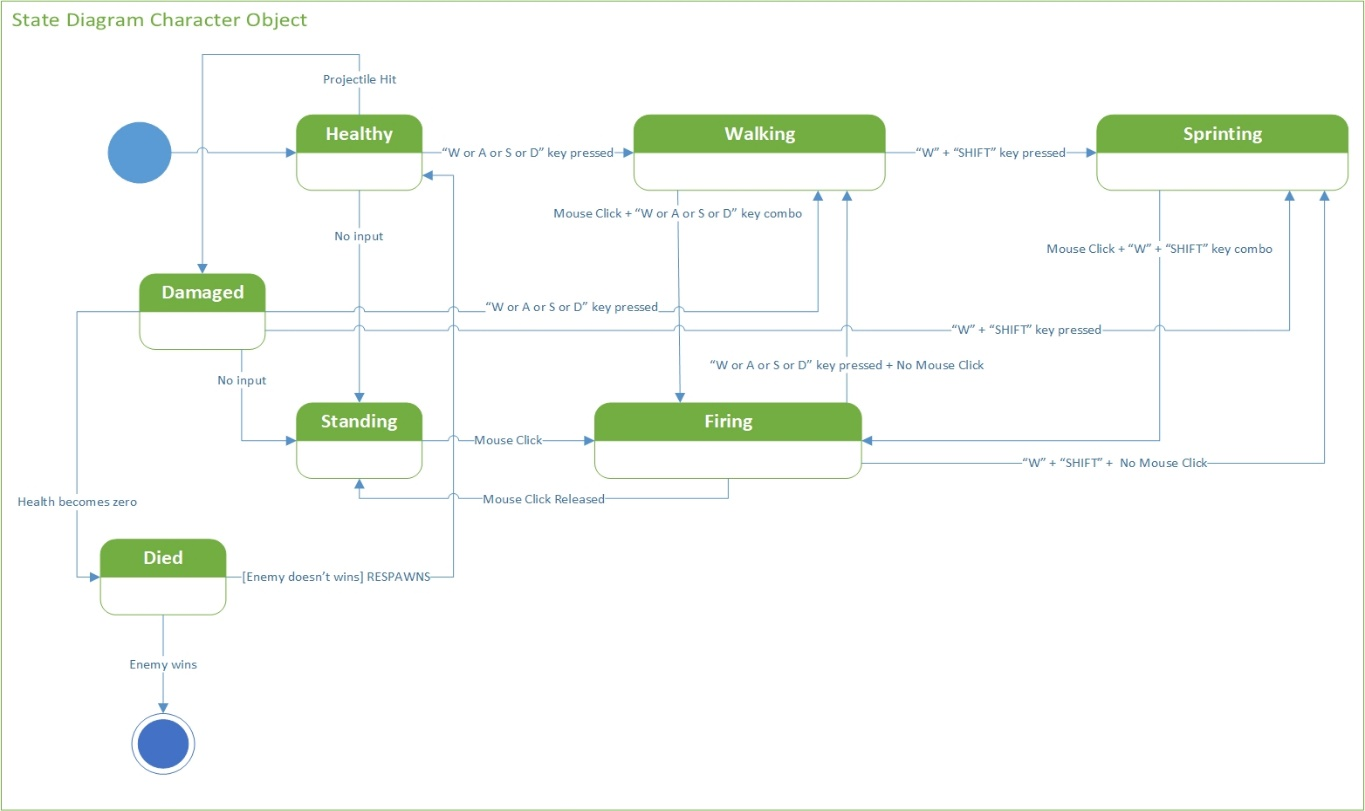 State Diagram Character Object
Projectile Hit
Healthy
Walking
Sprinting
“W or A or S or D” key pressed
“W” + “SHIFT” key pressed
Mouse Click + “W or A or S or D” key combo
No input
Mouse Click + “W” + “SHIFT” key combo
Damaged
“W or A or S or D” key pressed
“W” + “SHIFT” key pressed
“W or A or S or D” key pressed + No Mouse Click
No input
Standing
Firing
Mouse Click
“W” + “SHIFT” + No Mouse Click
Health becomes zero
Mouse Click Released
Died
[Enemy doesn’t wins] RESPAWNS
Enemy wins